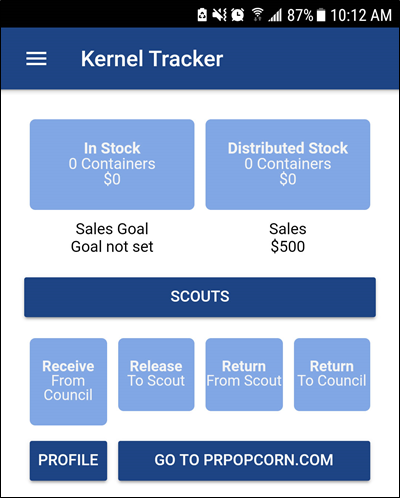 87% 10:12 AM
Kernel Tracker
In Stock
0 Containers
$0
Distributed Stock
0 Containers
$0
Sales Goal
Goal not set
Sales
$500
SCOUTS
Receive
From
Council
Release
To Scout
Return
From Scout
Return
To Council
PROFILE
GO TO PRPOPCORN.COM